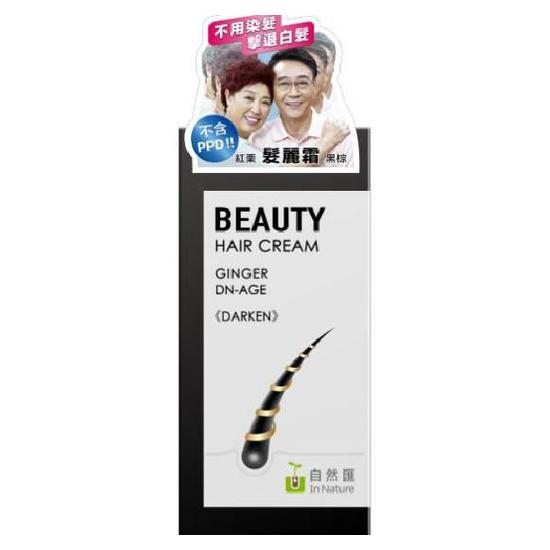 不用染髮
擊退白髮
不含
PPD!!
紅栗 髮麗霜 黑棕
BEAUTY
HAIR CREAM
GINGER
DN-AGE
《DARKEN》
自然匯
In Nature